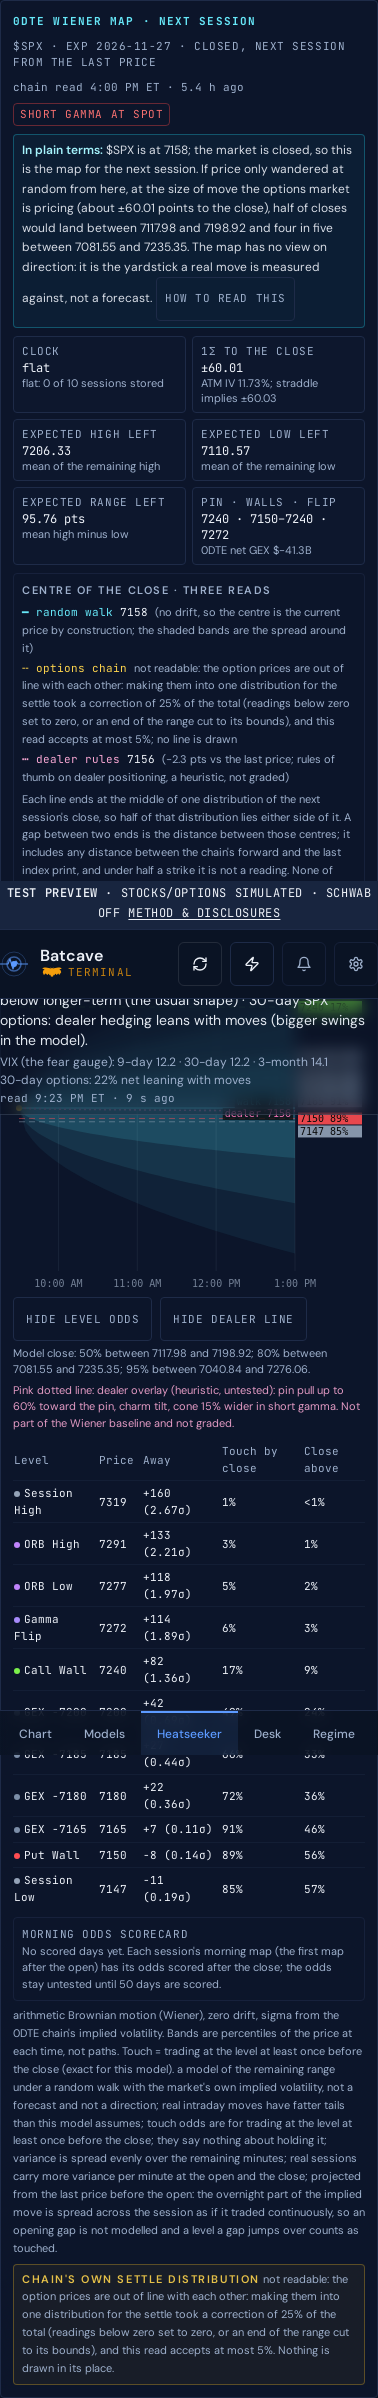 0DTE WIENER MAP · NEXT SESSION
$SPX · EXP 2026-11-27 · CLOSED, NEXT SESSION
FROM THE LAST PRICE
chain read 4:00 PM ET · 5.4 h ago
SHORT GAMMA AT SPOT
In plain terms: $SPX is at 7158; the market is closed, so this
is the map for the next session. If price only wandered at
random from here, at the size of move the options market
is pricing (about ±60.01 points to the close), half of closes
would land between 7117.98 and 7198.92 and four in five
between 7081.55 and 7235.35. The map has no view on
direction: it is the yardstick a real move is measured
against, not a forecast. HOW TO READ THIS
CLOCK
flat
flat: 0 of 10 sessions stored
1Σ TO THE CLOSE
±60.01
ATM IV 11.73%; straddle
implies ±60.03
EXPECTED HIGH LEFT
7206.33
mean of the remaining high
EXPECTED LOW LEFT
7110.57
mean of the remaining low
EXPECTED RANGE LEFT
95.76 pts
mean high minus low
PIN · WALLS · FLIP
7240 · 7150–7240 ·
7272
0DTE net GEX $-41.3B
CENTRE OF THE CLOSE · THREE READS
random walk 7158 (no drift, so the centre is the current
price by construction; the shaded bands are the spread around
it)
options chain not readable: the option prices are out of
line with each other: making them into one distribution for the
settle took a correction of 25% of the total (readings below zero
set to zero, or an end of the range cut to its bounds), and this
read accepts at most 5%; no line is drawn
dealer rules 7156 (-2.3 pts vs the last price; rules of
thumb on dealer positioning, a heuristic, not graded)
Each line ends at the middle of one distribution of the next
session's close, so half of that distribution lies either side of it. A
gap between two ends is the distance between those centres; it
includes any distance between the chain's forward and the last
index print, and under half a strike it is not a reading. None of
TEST PREVIEW · STOCKS/OPTIONS SIMULATED · SCHWAB
OFF METHOD & DISCLOSURES
Batcave
TERMINAL
below longer-term (the usual shape) · 30-day SPX
options: dealer hedging leans with moves (bigger swings
in the model).
VIX (the fear gauge): 9-day 12.2 · 30-day 12.2 · 3-month 14.1
30-day options: 22% net leaning with moves
read 9:23 PM ET · 9 s ago
dealer 7156
7150 89%
7147 85%
10:00 AM 11:00 AM 12:00 PM 1:00 PM
HIDE LEVEL ODDS HIDE DEALER LINE
Model close: 50% between 7117.98 and 7198.92; 80% between
7081.55 and 7235.35; 95% between 7040.84 and 7276.06.
Pink dotted line: dealer overlay (heuristic, untested): pin pull up to
60% toward the pin, charm tilt, cone 15% wider in short gamma. Not
part of the Wiener baseline and not graded.
Level Price Away Touch by close Close above
Session High 7319 +160 (2.67σ) 1% <1%
ORB High 7291 +133 (2.21σ) 3% 1%
ORB Low 7277 +118 (1.97σ) 5% 2%
Gamma Flip 7272 +114 (1.89σ) 6% 3%
Call Wall 7240 +82 (1.36σ) 17% 9%
+42
Chart Models Heatseeker Desk Regime
(0.44σ)
GEX -7180 7180 +22 (0.36σ) 72% 36%
GEX -7165 7165 +7 (0.11σ) 91% 46%
Put Wall 7150 -8 (0.14σ) 89% 56%
Session Low 7147 -11 (0.19σ) 85% 57%
MORNING ODDS SCORECARD
No scored days yet. Each session's morning map (the first map
after the open) has its odds scored after the close; the odds
stay untested until 50 days are scored.
arithmetic Brownian motion (Wiener), zero drift, sigma from the
0DTE chain's implied volatility. Bands are percentiles of the price at
each time, not paths. Touch = trading at the level at least once before
the close (exact for this model). a model of the remaining range
under a random walk with the market's own implied volatility, not a
forecast and not a direction; real intraday moves have fatter tails
than this model assumes; touch odds are for trading at the level at
least once before the close; they say nothing about holding it;
variance is spread evenly over the remaining minutes; real sessions
carry more variance per minute at the open and the close; projected
from the last price before the open: the overnight part of the implied
move is spread across the session as if it traded continuously, so an
opening gap is not modelled and a level a gap jumps over counts as
touched.
CHAIN'S OWN SETTLE DISTRIBUTION not readable: the
option prices are out of line with each other: making them into
one distribution for the settle took a correction of 25% of the
total (readings below zero set to zero, or an end of the range cut
to its bounds), and this read accepts at most 5%. Nothing is
drawn in its place.